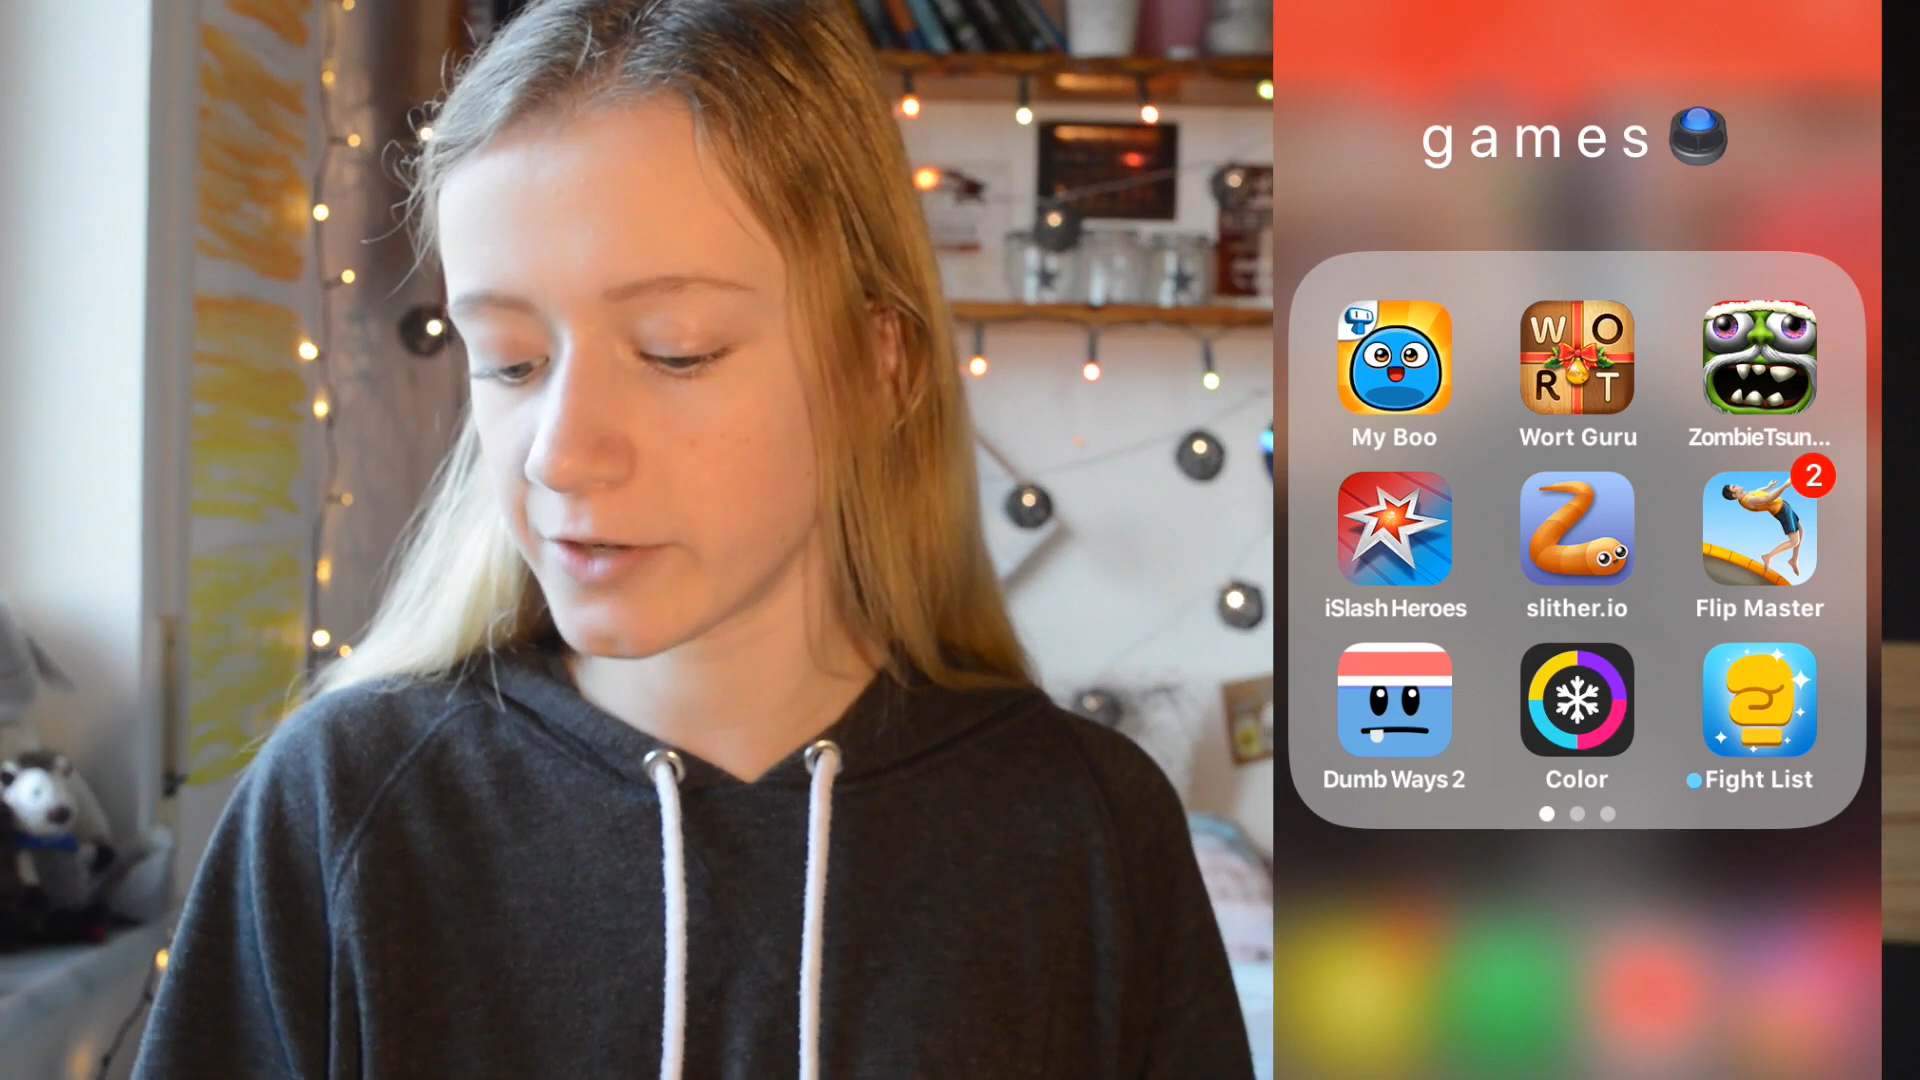 games
W O
R T
My Boo
Wort Guru
ZombieTsun...
2
iSlash Heroes
slither.io
Flip Master
Dumb Ways 2
Color
Fight List